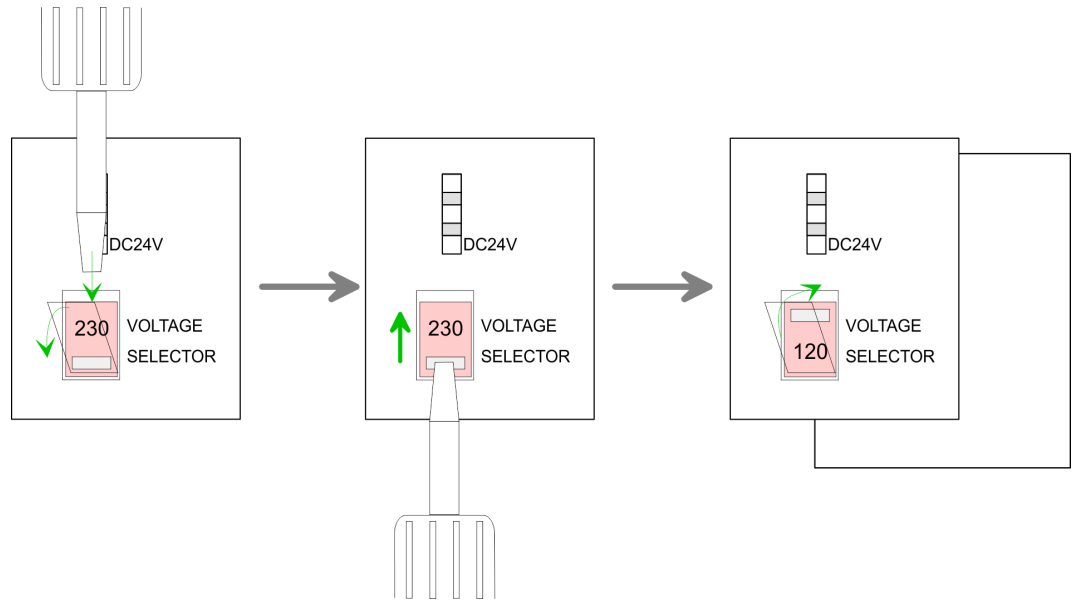 DC24V
230 VOLTAGE
SELECTOR
DC24V
230 VOLTAGE
SELECTOR
DC24V
VOLTAGE
120 SELECTOR